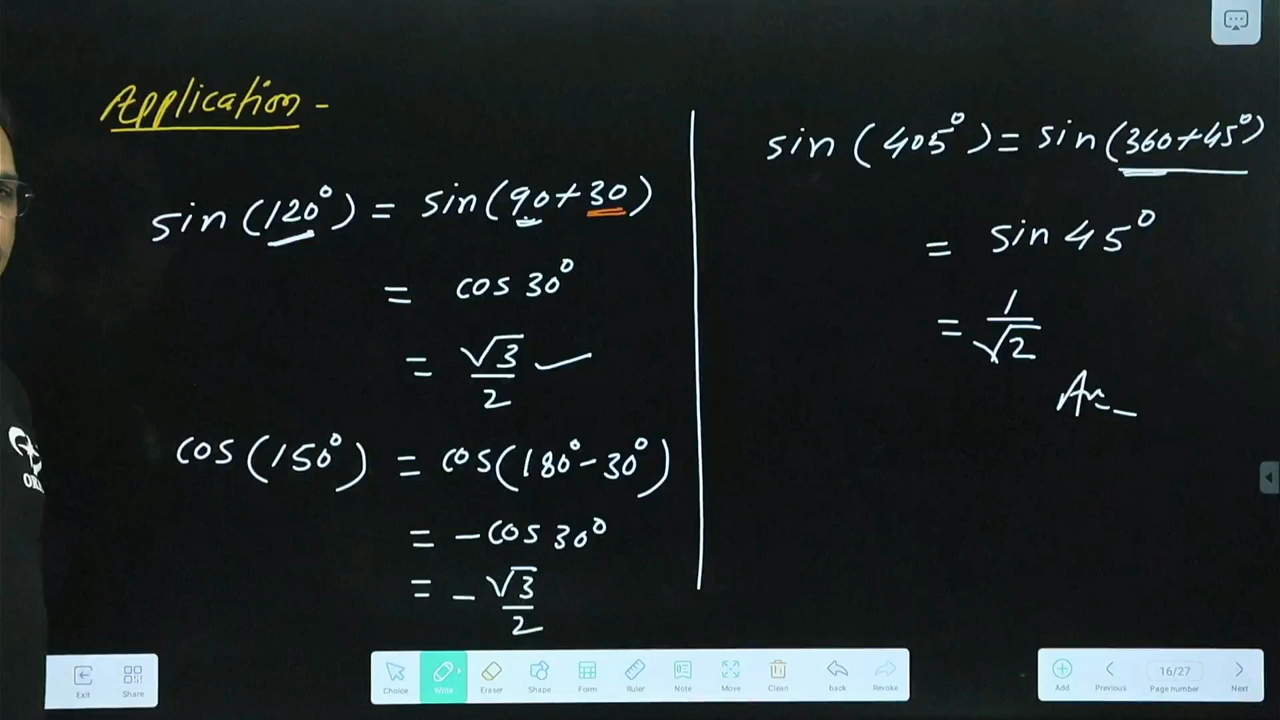 Application -
sin(120°) = sin(90+30)
= cos 30°
= √3/2
cos(150°) = cos(180°-30°)
= -cos 30°
= -√3/2
sin(405°) = sin(360+45°)
= sin 45°
= 1/√2
Exit Share
Choice Write Eraser Shape Form Ruler Note Move Clean back Revoke
Add Previous 16/27 Page number Next